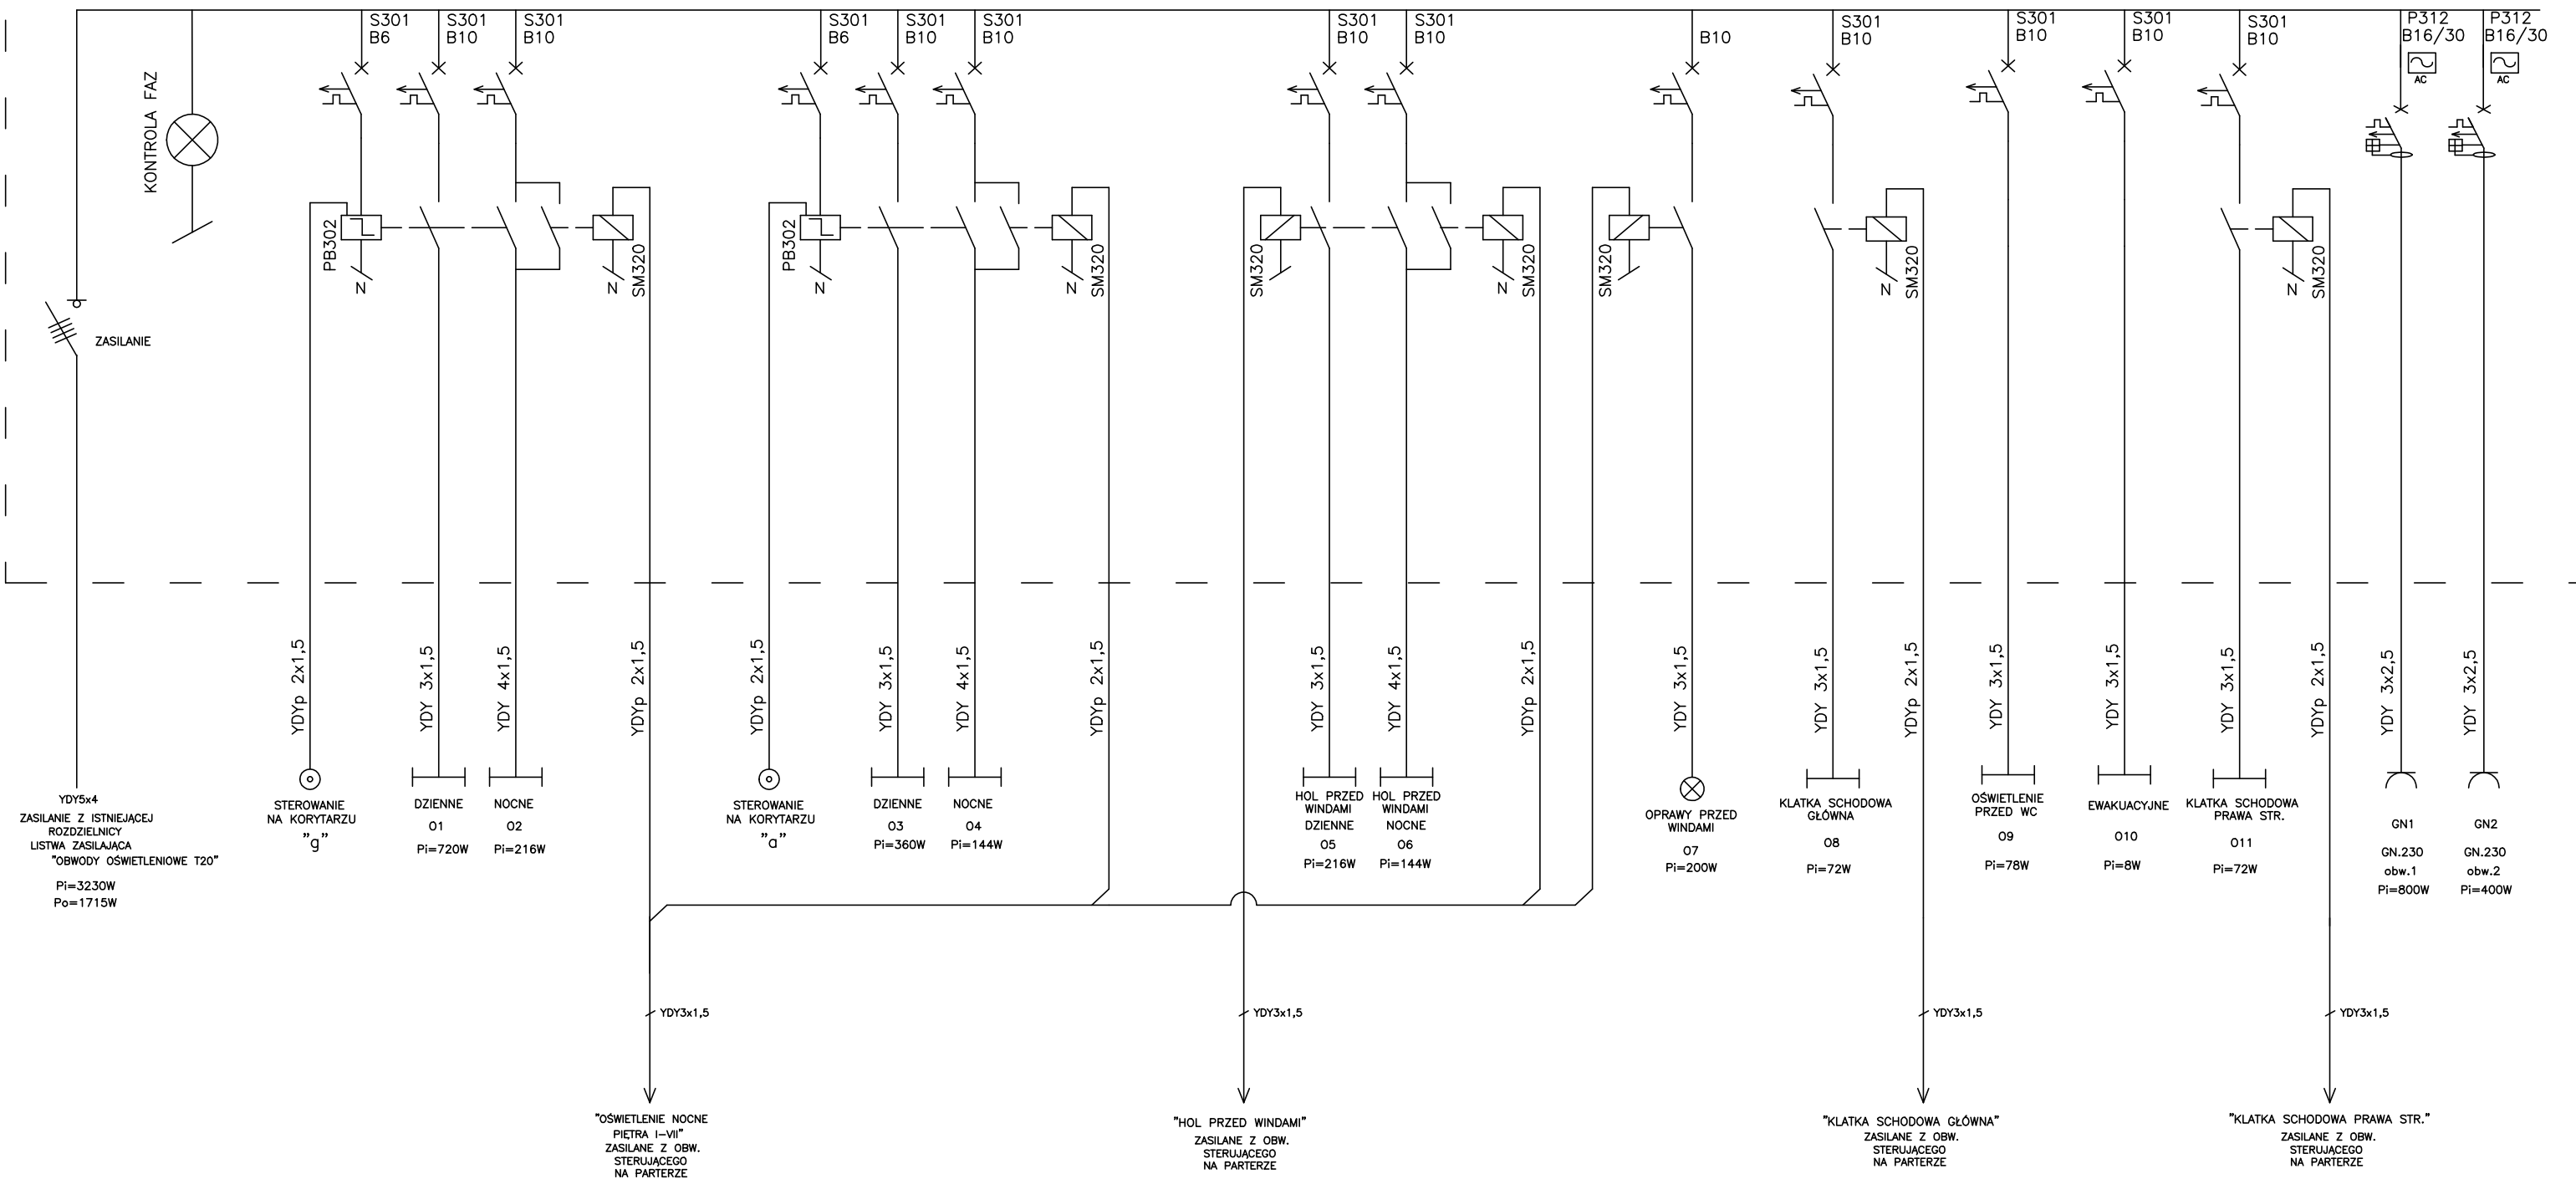 S301
B6
S301
B10
S301
B10
S301
B6
S301
B10
S301
B10
S301
B10
S301
B10
B10
S301
B10
S301
B10
S301
B10
S301
B10
P312
B16/30
AC
P312
B16/30
AC
KONTROLA FAZ
PB302
N
N
SM320
PB302
N
N
SM320
SM320
N
SM320
SM320
N
SM320
N
SM320
ZASILANIE
YDYp 2x1,5
YDY 3x1,5
YDY 4x1,5
YDYp 2x1,5
YDYp 2x1,5
YDY 3x1,5
YDY 4x1,5
YDYp 2x1,5
YDY 3x1,5
YDY 4x1,5
YDYp 2x1,5
YDY 3x1,5
YDY 3x1,5
YDYp 2x1,5
YDY 3x1,5
YDY 3x1,5
YDY 3x1,5
YDYp 2x1,5
YDY 3x2,5
YDY 3x2,5
YDY5x4
ZASILANIE Z ISTNIEJĄCEJ
ROZDZIELNICY
LISTWA ZASILAJĄCA
"OBWODY OŚWIETLENIOWE T20"
Pi=3230W
Po=1715W
STEROWANIE
NA KORYTARZU
"g"
DZIENNE
O1
Pi=720W
NOCNE
O2
Pi=216W
STEROWANIE
NA KORYTARZU
"a"
DZIENNE
O3
Pi=360W
NOCNE
O4
Pi=144W
HOL PRZED
WINDAMI
DZIENNE
O5
Pi=216W
HOL PRZED
WINDAMI
NOCNE
O6
Pi=144W
OPRAWY PRZED
WINDAMI
O7
Pi=200W
KLATKA SCHODOWA
GŁÓWNA
O8
Pi=72W
OŚWIETLENIE
PRZED WC
O9
Pi=78W
EWAKUACYJNE
O10
Pi=8W
KLATKA SCHODOWA
PRAWA STR.
O11
Pi=72W
GN1
GN.230
obw.1
Pi=800W
GN2
GN.230
obw.2
Pi=400W
YDY3x1,5
YDY3x1,5
YDY3x1,5
YDY3x1,5
"OŚWIETLENIE NOCNE
PIĘTRA I-VII"
ZASILANE Z OBW.
STERUJĄCEGO
NA PARTERZE
"HOL PRZED WINDAMI"
ZASILANE Z OBW.
STERUJĄCEGO
NA PARTERZE
"KLATKA SCHODOWA GŁÓWNA"
ZASILANE Z OBW.
STERUJĄCEGO
NA PARTERZE
"KLATKA SCHODOWA PRAWA STR."
ZASILANE Z OBW.
STERUJĄCEGO
NA PARTERZE